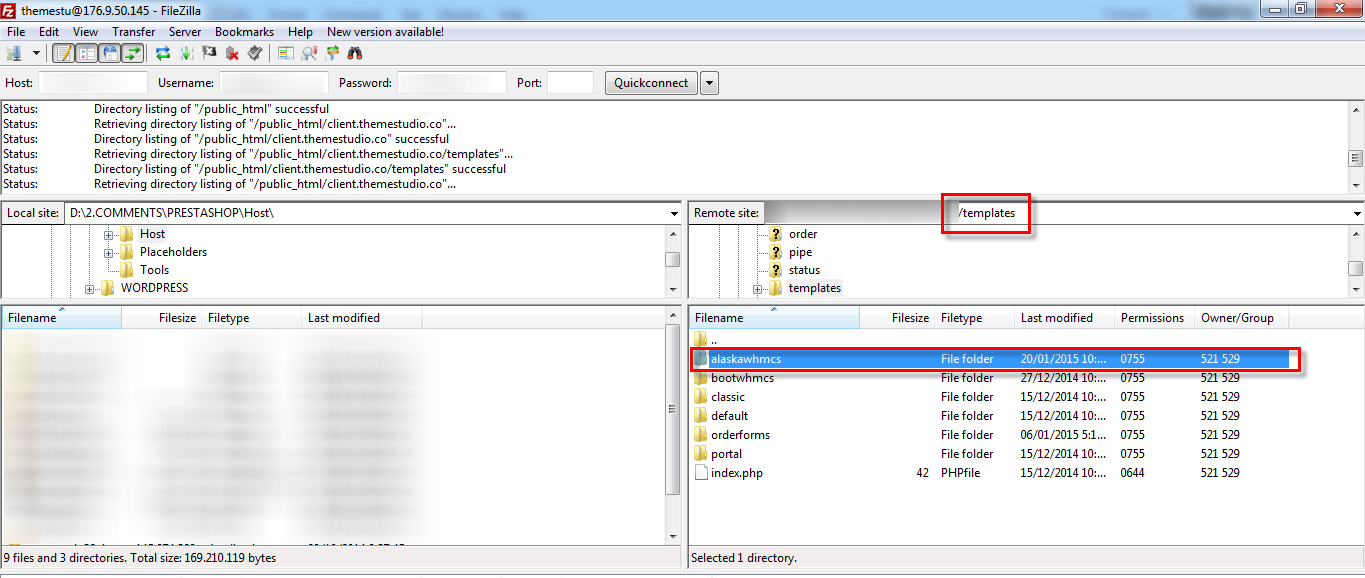 themestu@176.9.50.145 - FileZilla
File Edit View Transfer Server Bookmarks Help New version available!
Host: Username: Password: Port: Quickconnect
Status: Directory listing of "/public_html" successful
Status: Retrieving directory listing of "/public_html/client.themestudio.co"...
Status: Directory listing of "/public_html/client.themestudio.co" successful
Status: Retrieving directory listing of "/public_html/client.themestudio.co/templates"...
Status: Directory listing of "/public_html/client.themestudio.co/templates" successful
Status: Retrieving directory listing of "/public_html/client.themestudio.co"...
Local site: D:\2.COMMENTS\PRESTASHOP\Host\
Host
Placeholders
Tools
WORDPRESS
Filename Filesize Filetype Last modified
9 files and 3 directories. Total size: 169.210.119 bytes
Remote site: /templates
order
pipe
status
templates
Filename Filesize Filetype Last modified Permissions Owner/Group
..
alaskawhmcs File folder 20/01/2015 10:... 0755 521 529
bootwhmcs File folder 27/12/2014 10:... 0755 521 529
classic File folder 15/12/2014 10:... 0755 521 529
default File folder 15/12/2014 10:... 0755 521 529
orderforms File folder 06/01/2015 5:1... 0755 521 529
portal File folder 15/12/2014 10:... 0755 521 529
index.php 42 PHPfile 15/12/2014 10:... 0644 521 529
Selected 1 directory.